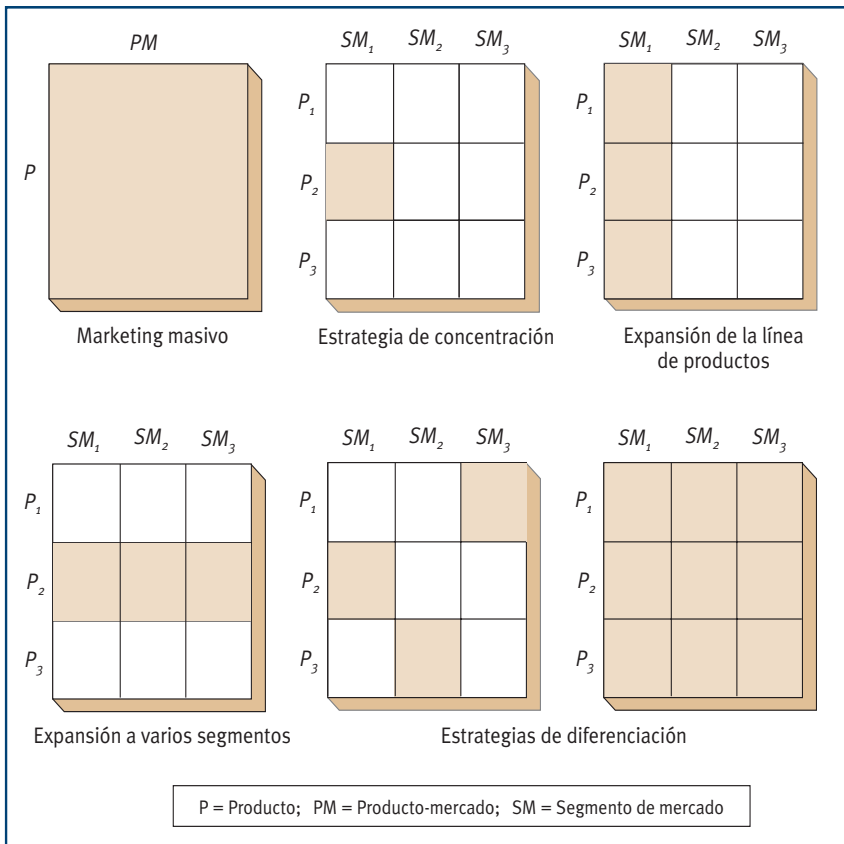 PM
SM₁ SM₂ SM₃
SM₁ SM₂ SM₃
P
P₁
P₂
P₃
P₁
P₂
P₃
Marketing masivo
Estrategia de concentración
Expansión de la línea
de productos
SM₁ SM₂ SM₃
SM₁ SM₂ SM₃
SM₁ SM₂ SM₃
P₁
P₂
P₃
P₁
P₂
P₃
P₁
P₂
P₃
Expansión a varios segmentos
Estrategias de diferenciación
P = Producto; PM = Producto-mercado; SM = Segmento de mercado